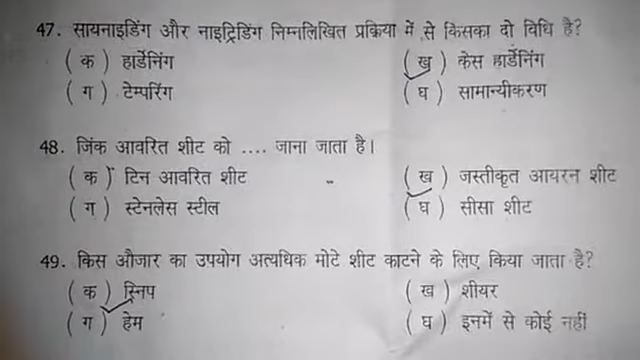 47. सायनाइडिंग और नाइट्रिडिंग निम्नलिखित प्रक्रिया में से किसका दो विधि है?
( क ) हार्डेनिंग ( ख ) केस हार्डेनिंग
( ग ) टेम्परिंग ( घ ) सामान्यीकरण
48. जिंक आवरित शीट को .... जाना जाता है।
( क ) टिन आवरित शीट ( ख ) जस्तीकृत आयरन शीट
( ग ) स्टेनलेस स्टील ( घ ) सीसा शीट
49. किस औजार का उपयोग अत्यधिक मोटे शीट काटने के लिए किया जाता है?
( क ) स्निप ( ख ) शीयर
( ग ) हेम ( घ ) इनमें से कोई नहीं